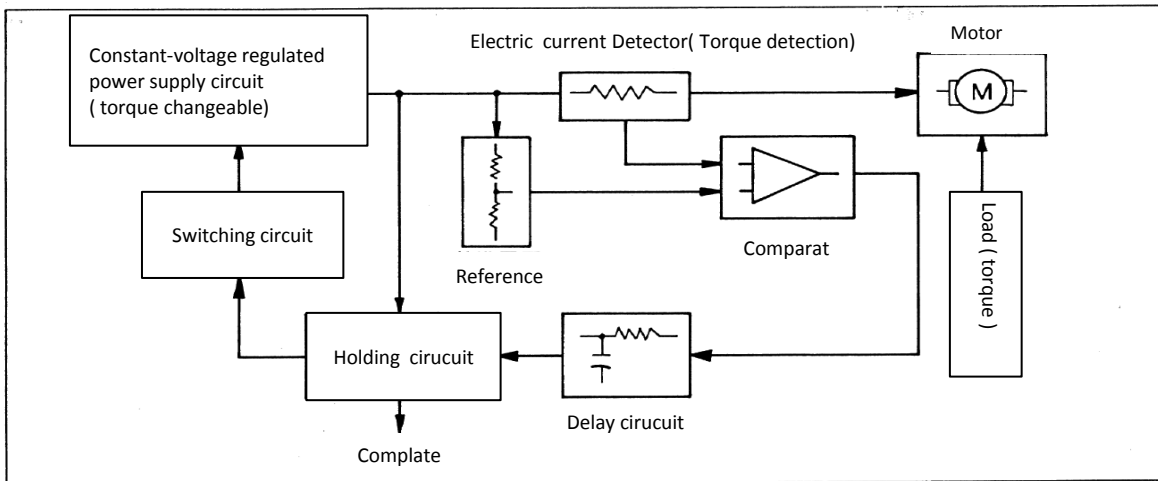 Constant-voltage regulated
power supply circuit
( torque changeable)
Electric current Detector( Torque detection)
Motor
M
Switching circuit
Reference
Comparat
Load ( torque )
Holding cirucuit
Delay cirucuit
Complate